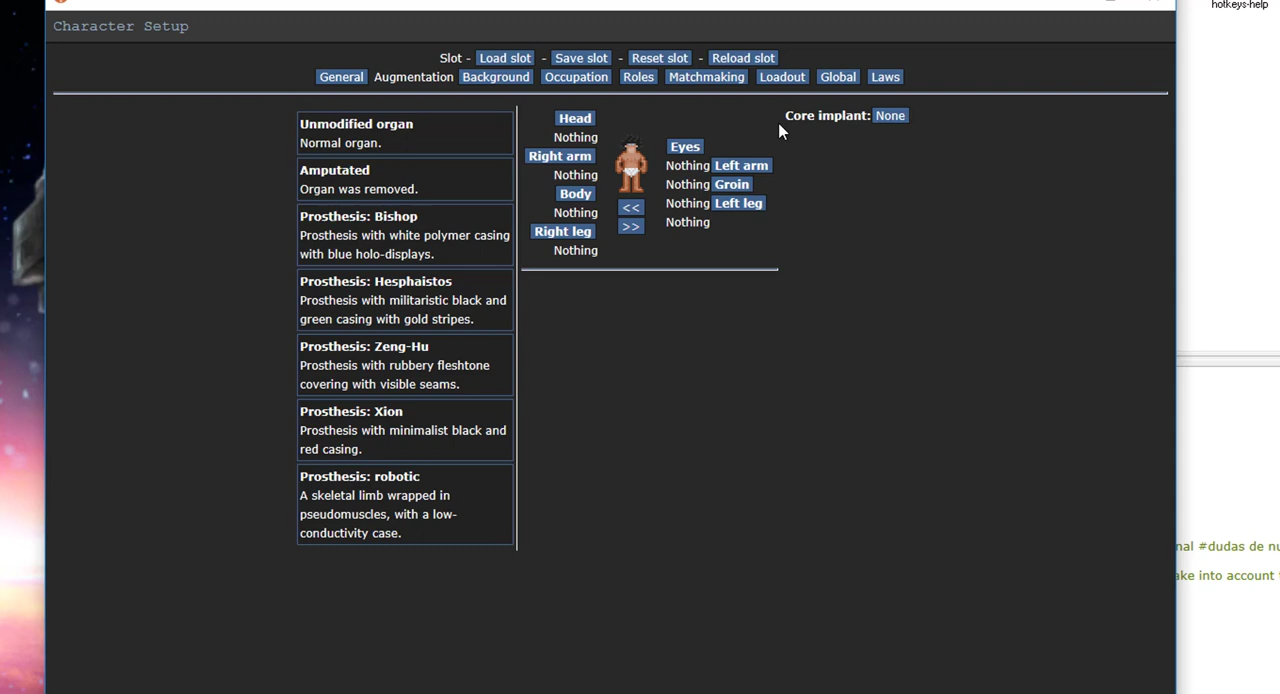 hotkeys-help
Character Setup
Slot - Load slot - Save slot - Reset slot - Reload slot
General Augmentation Background Occupation Roles Matchmaking Loadout Global Laws
Unmodified organ
Normal organ.
Amputated
Organ was removed.
Prosthesis: Bishop
Prosthesis with white polymer casing
with blue holo-displays.
Prosthesis: Hesphaistos
Prosthesis with militaristic black and
green casing with gold stripes.
Prosthesis: Zeng-Hu
Prosthesis with rubbery fleshtone
covering with visible seams.
Prosthesis: Xion
Prosthesis with minimalist black and
red casing.
Prosthesis: robotic
A skeletal limb wrapped in
pseudomuscles, with a low-
conductivity case.
Head
Nothing
Right arm
Nothing
Body
Nothing
Right leg
Nothing
<<
>>
Eyes
Nothing Left arm
Nothing Groin
Nothing Left leg
Nothing
Core implant: None
nal #dudas de nu
ake into account